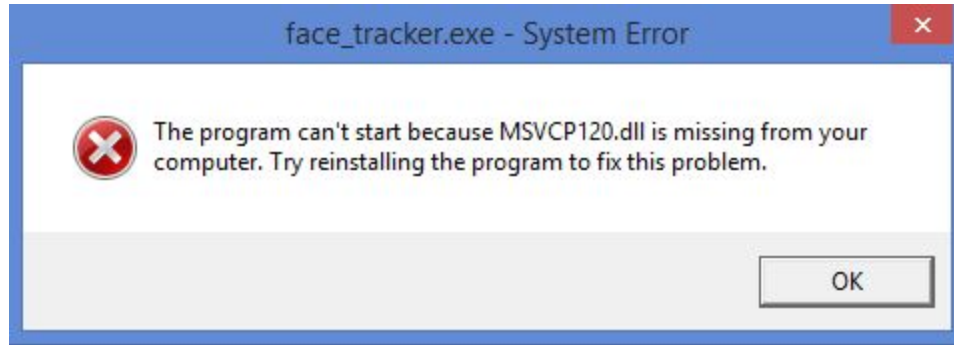 face_tracker.exe - System Error
The program can't start because MSVCP120.dll is missing from your
computer. Try reinstalling the program to fix this problem.
OK